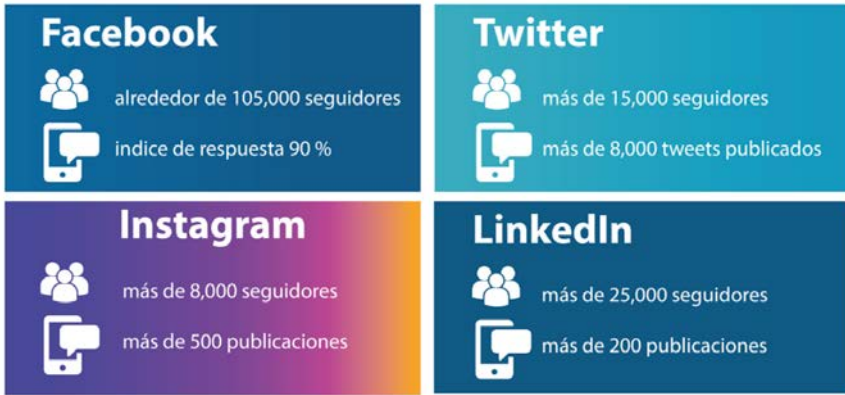 Facebook
alrededor de 105,000 seguidores
indice de respuesta 90 %
Twitter
más de 15,000 seguidores
más de 8,000 tweets publicados
Instagram
más de 8,000 seguidores
más de 500 publicaciones
LinkedIn
más de 25,000 seguidores
más de 200 publicaciones